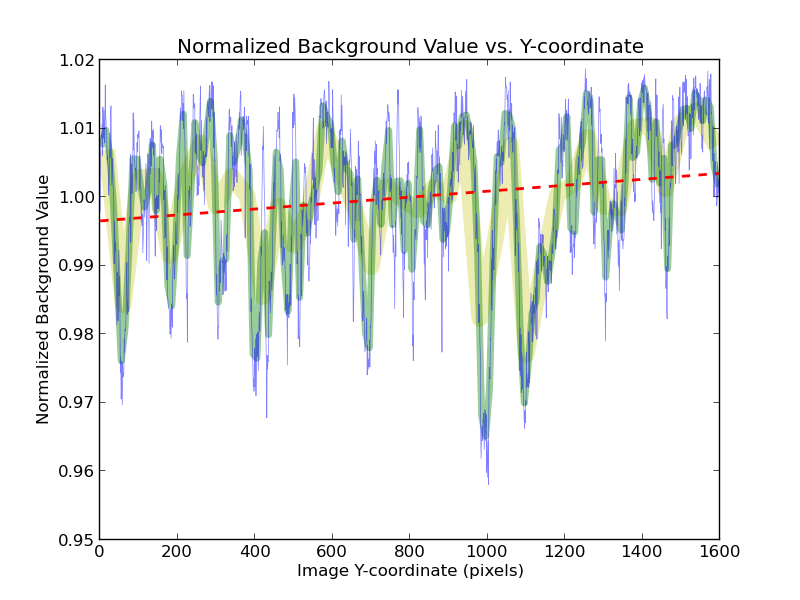 Normalized Background Value vs. Y-coordinate
1.02
1.01
1.00
0.99
0.98
0.97
0.96
0.95
Normalized Background Value
0 200 400 600 800 1000 1200 1400 1600
Image Y-coordinate (pixels)